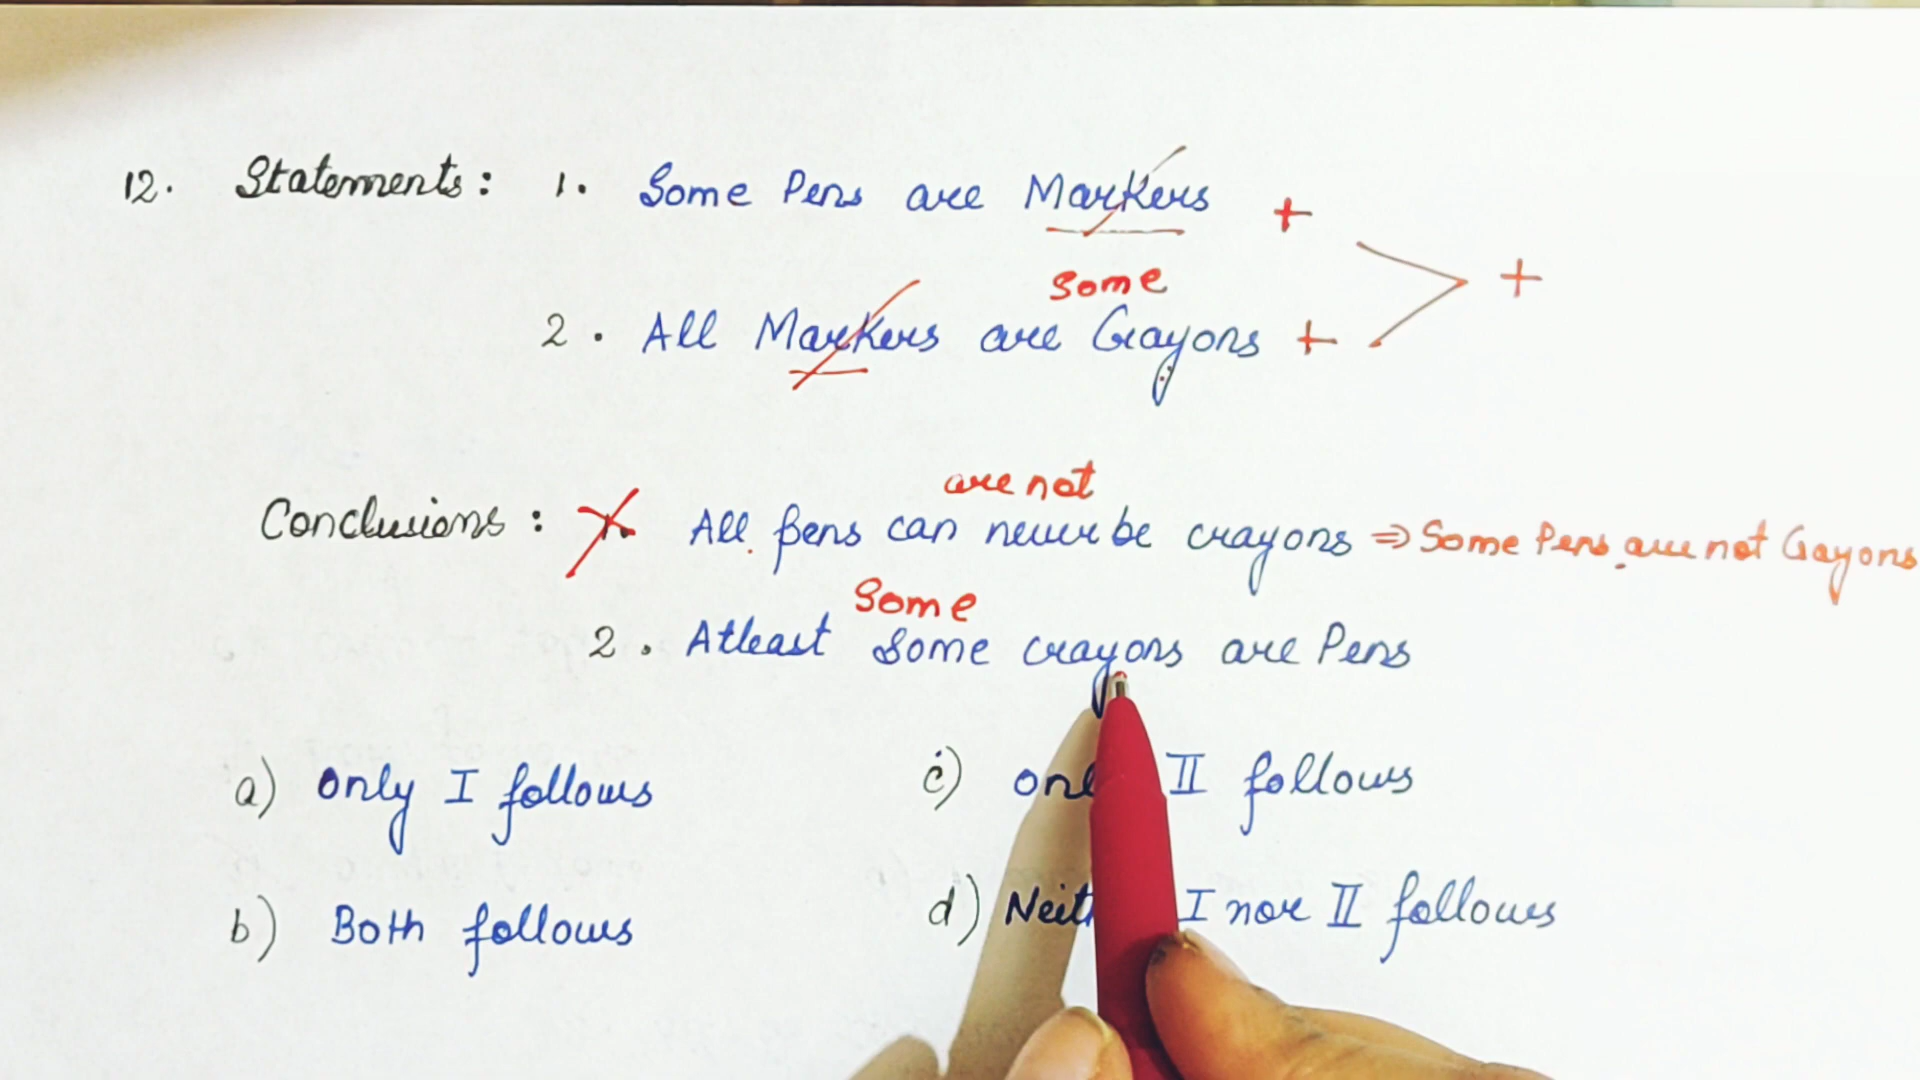 12. Statements: 1. Some Pens are Markers +
+
Some
2. All Markers are Crayons +
are not
Conclusions: All pens can never be crayons ⇒ Some Pens are not Crayons
Some
2. Atleast Some crayons are Pens
a) Only I follows c) II follows
b) Both follows d) I nor II follows